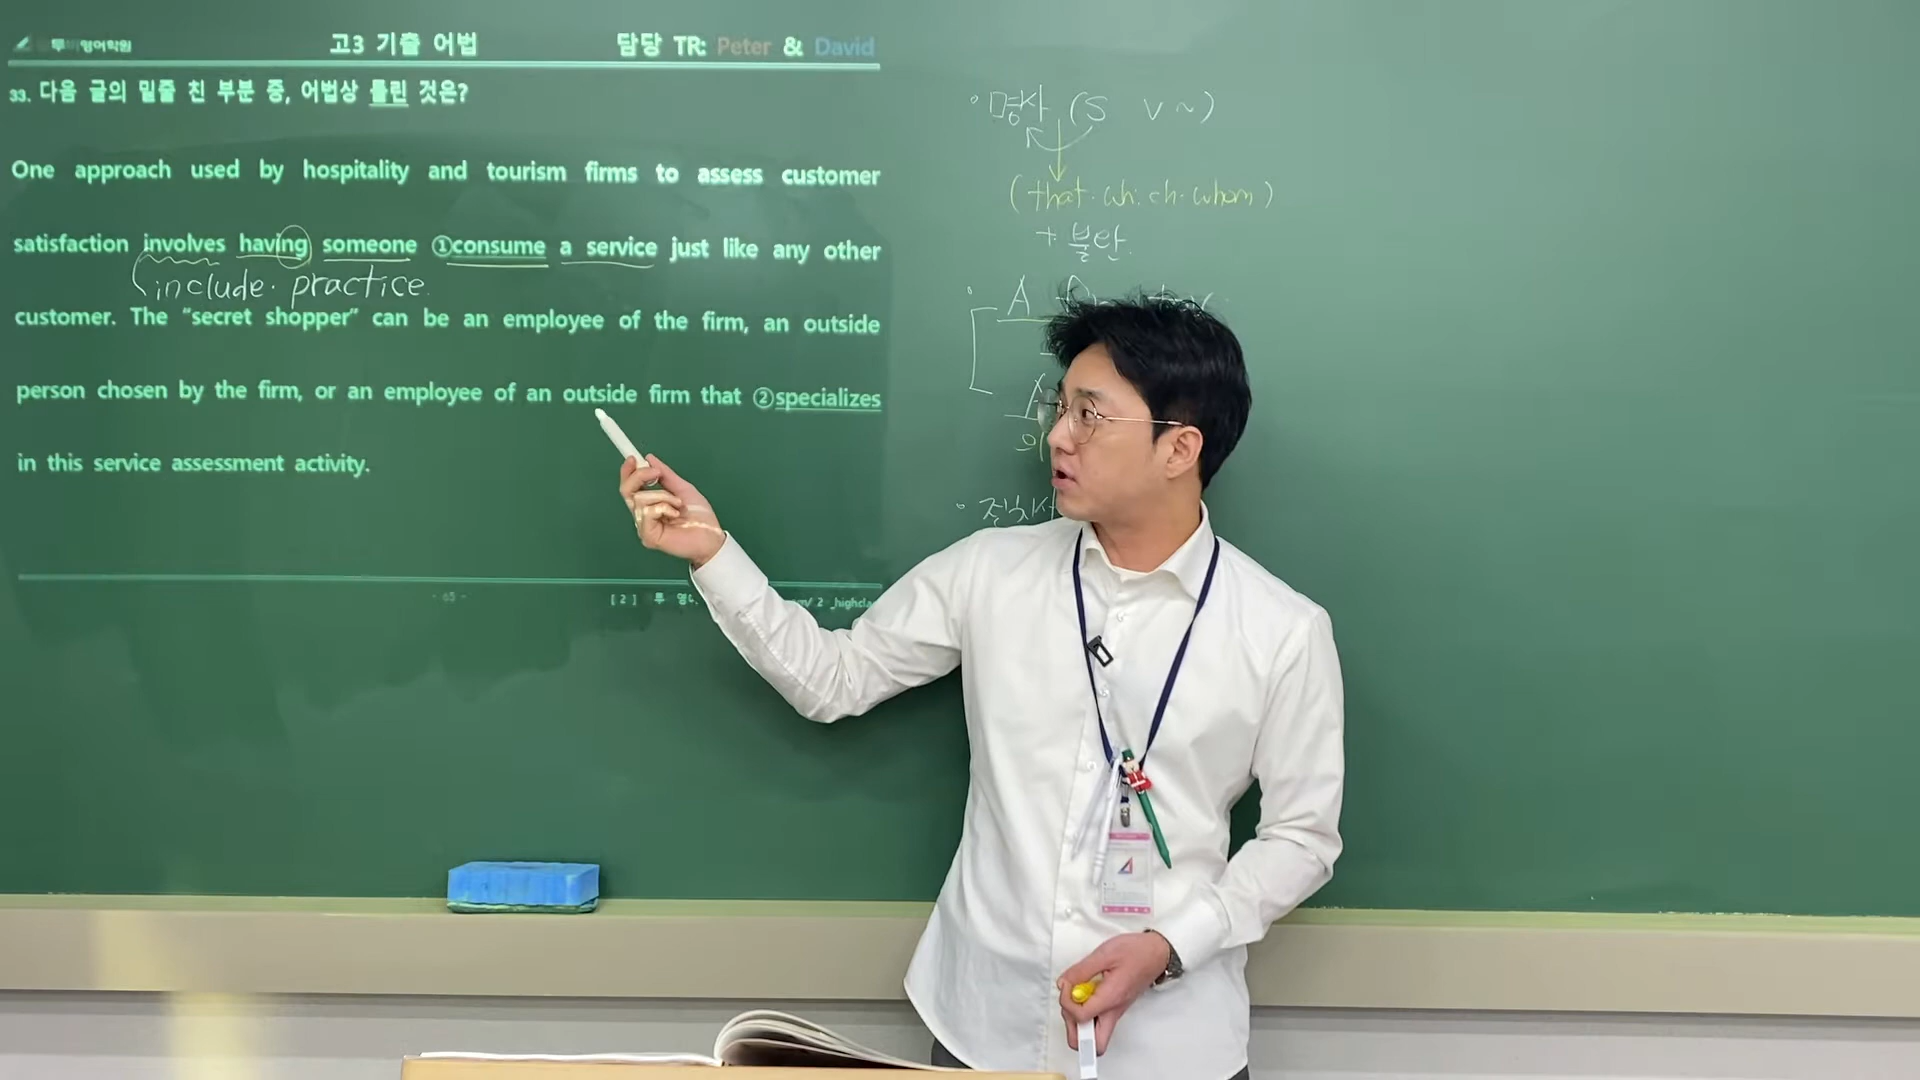 영어학원 고3 기출 어법 담당 TR: Peter & David
33. 다음 글의 밑줄 친 부분 중, 어법상 틀린 것은?
One approach used by hospitality and tourism firms to assess customer
satisfaction involves having someone ①consume a service just like any other
include. practice.
customer. The “secret shopper” can be an employee of the firm, an outside
person chosen by the firm, or an employee of an outside firm that ②specializes
in this service assessment activity.
- 65 -
[ 2 ] 투
명사 (S V ~)
(that. which. whom)
+ 불완.
A
전치사